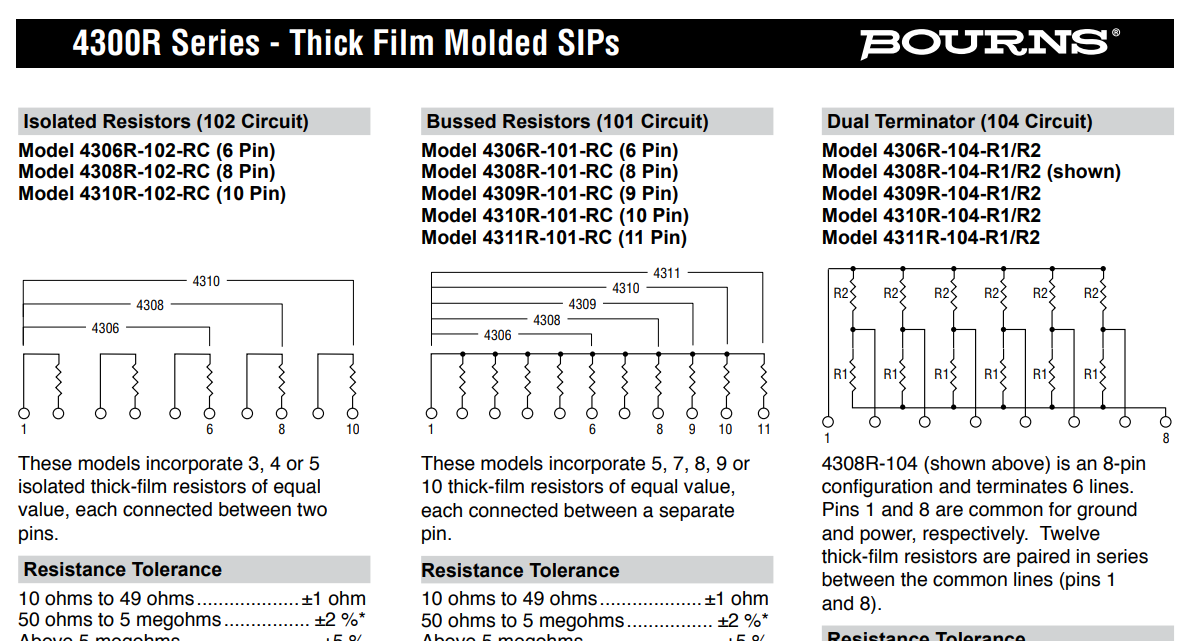 4300R Series - Thick Film Molded SIPs
BOURNS®
Isolated Resistors (102 Circuit)
Model 4306R-102-RC (6 Pin)
Model 4308R-102-RC (8 Pin)
Model 4310R-102-RC (10 Pin)
4310
4308
4306
1 6 8 10
These models incorporate 3, 4 or 5
isolated thick-film resistors of equal
value, each connected between two
pins.
Resistance Tolerance
10 ohms to 49 ohms...................±1 ohm
50 ohms to 5 megohms................±2 %*
Above 5 megohms ±5 %
Bussed Resistors (101 Circuit)
Model 4306R-101-RC (6 Pin)
Model 4308R-101-RC (8 Pin)
Model 4309R-101-RC (9 Pin)
Model 4310R-101-RC (10 Pin)
Model 4311R-101-RC (11 Pin)
4311
4310
4309
4308
4306
1 6 8 9 10 11
These models incorporate 5, 7, 8, 9 or
10 thick-film resistors of equal value,
each connected between a separate
pin.
Resistance Tolerance
10 ohms to 49 ohms...................±1 ohm
50 ohms to 5 megohms................±2 %*
Above 5 megohms ±5 %
Dual Terminator (104 Circuit)
Model 4306R-104-R1/R2
Model 4308R-104-R1/R2 (shown)
Model 4309R-104-R1/R2
Model 4310R-104-R1/R2
Model 4311R-104-R1/R2
R2 R2 R2 R2 R2 R2
R1 R1 R1 R1 R1 R1
1 8
4308R-104 (shown above) is an 8-pin
configuration and terminates 6 lines.
Pins 1 and 8 are common for ground
and power, respectively. Twelve
thick-film resistors are paired in series
between the common lines (pins 1
and 8).
Resistance Tolerance